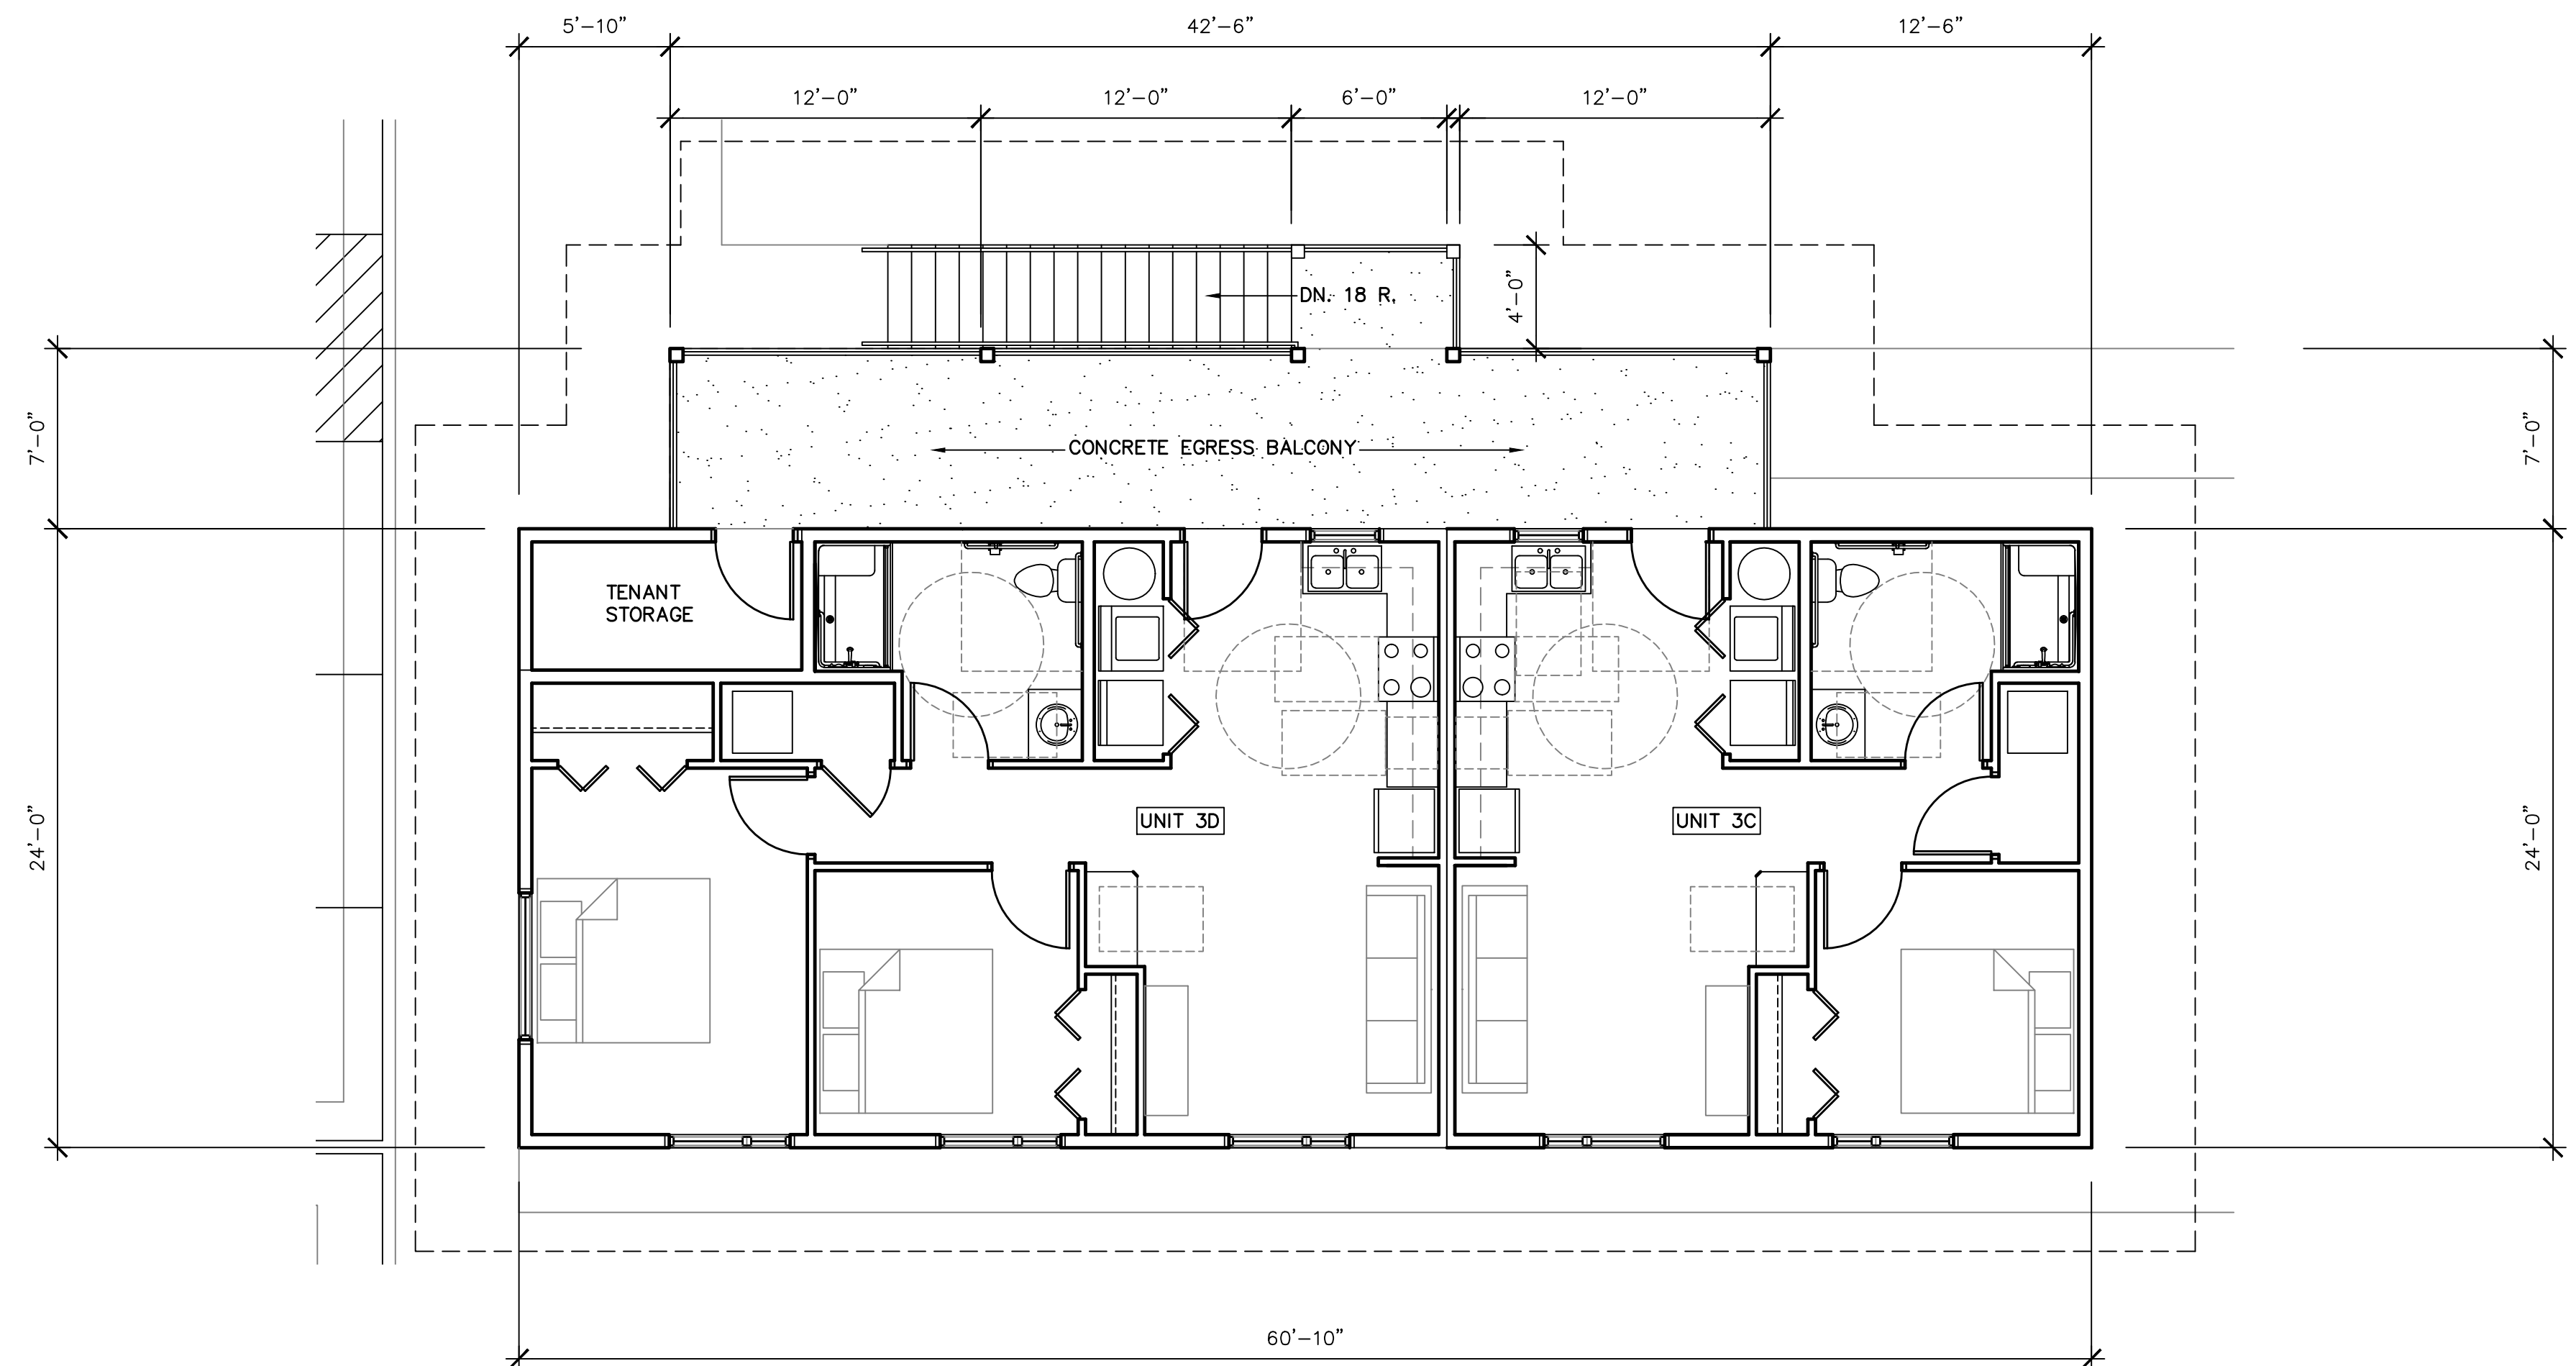 5'-10"
42'-6"
12'-6"
12'-0"
12'-0"
6'-0"
12'-0"
DN. 18 R.
4'-0"
7'-0"
7'-0"
CONCRETE EGRESS BALCONY
TENANT
STORAGE
UNIT 3D
UNIT 3C
24'-0"
24'-0"
60'-10"